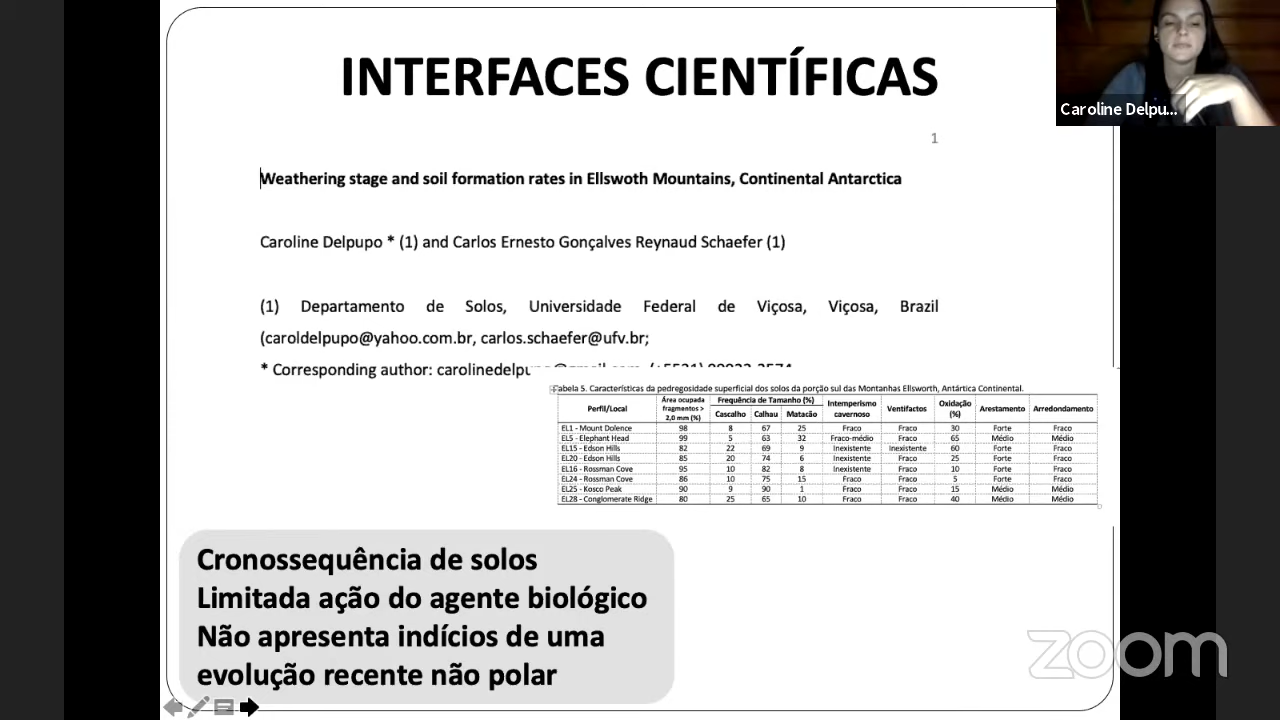 INTERFACES CIENTÍFICAS
Caroline Delpu...
1
Weathering stage and soil formation rates in Ellswoth Mountains, Continental Antarctica
Caroline Delpupo * (1) and Carlos Ernesto Gonçalves Reynaud Schaefer (1)
(1) Departamento de Solos, Universidade Federal de Viçosa, Viçosa, Brazil
(caroldelpupo@yahoo.com.br, carlos.schaefer@ufv.br;
* Corresponding author:
Tabela 5. Características da pedregosidade superficial dos solos da porção sul das Montanhas Ellsworth, Antártica Continental.
Perfil/Local Área ocupada fragmentos > 2,0 mm (%) Frequência de Tamanho (%) Cascalho Calhau Matacão Intemperismo cavernoso Ventifactos Oxidação (%) Arestamento Arredondamento
EL1 - Mount Dolence 98 8 67 25 Fraco Fraco 30 Forte Fraco
EL5 - Elephant Head 99 5 63 32 Fraco-médio Fraco 65 Médio Médio
EL15 - Edson Hills 82 22 69 9 Inexistente Inexistente 60 Forte Fraco
EL20 - Edson Hills 85 20 74 6 Inexistente Fraco 25 Forte Fraco
EL16 - Rossman Cove 95 10 82 8 Inexistente Fraco 10 Forte Fraco
EL24 - Rossman Cove 86 10 75 15 Fraco Fraco 5 Forte Fraco
EL25 - Kosco Peak 90 9 90 1 Fraco Fraco 15 Médio Médio
EL28 - Conglomerate Ridge 80 25 65 10 Fraco Fraco 40 Médio Médio
Cronossequência de solos
Limitada ação do agente biológico
Não apresenta indícios de uma
evolução recente não polar
zoom